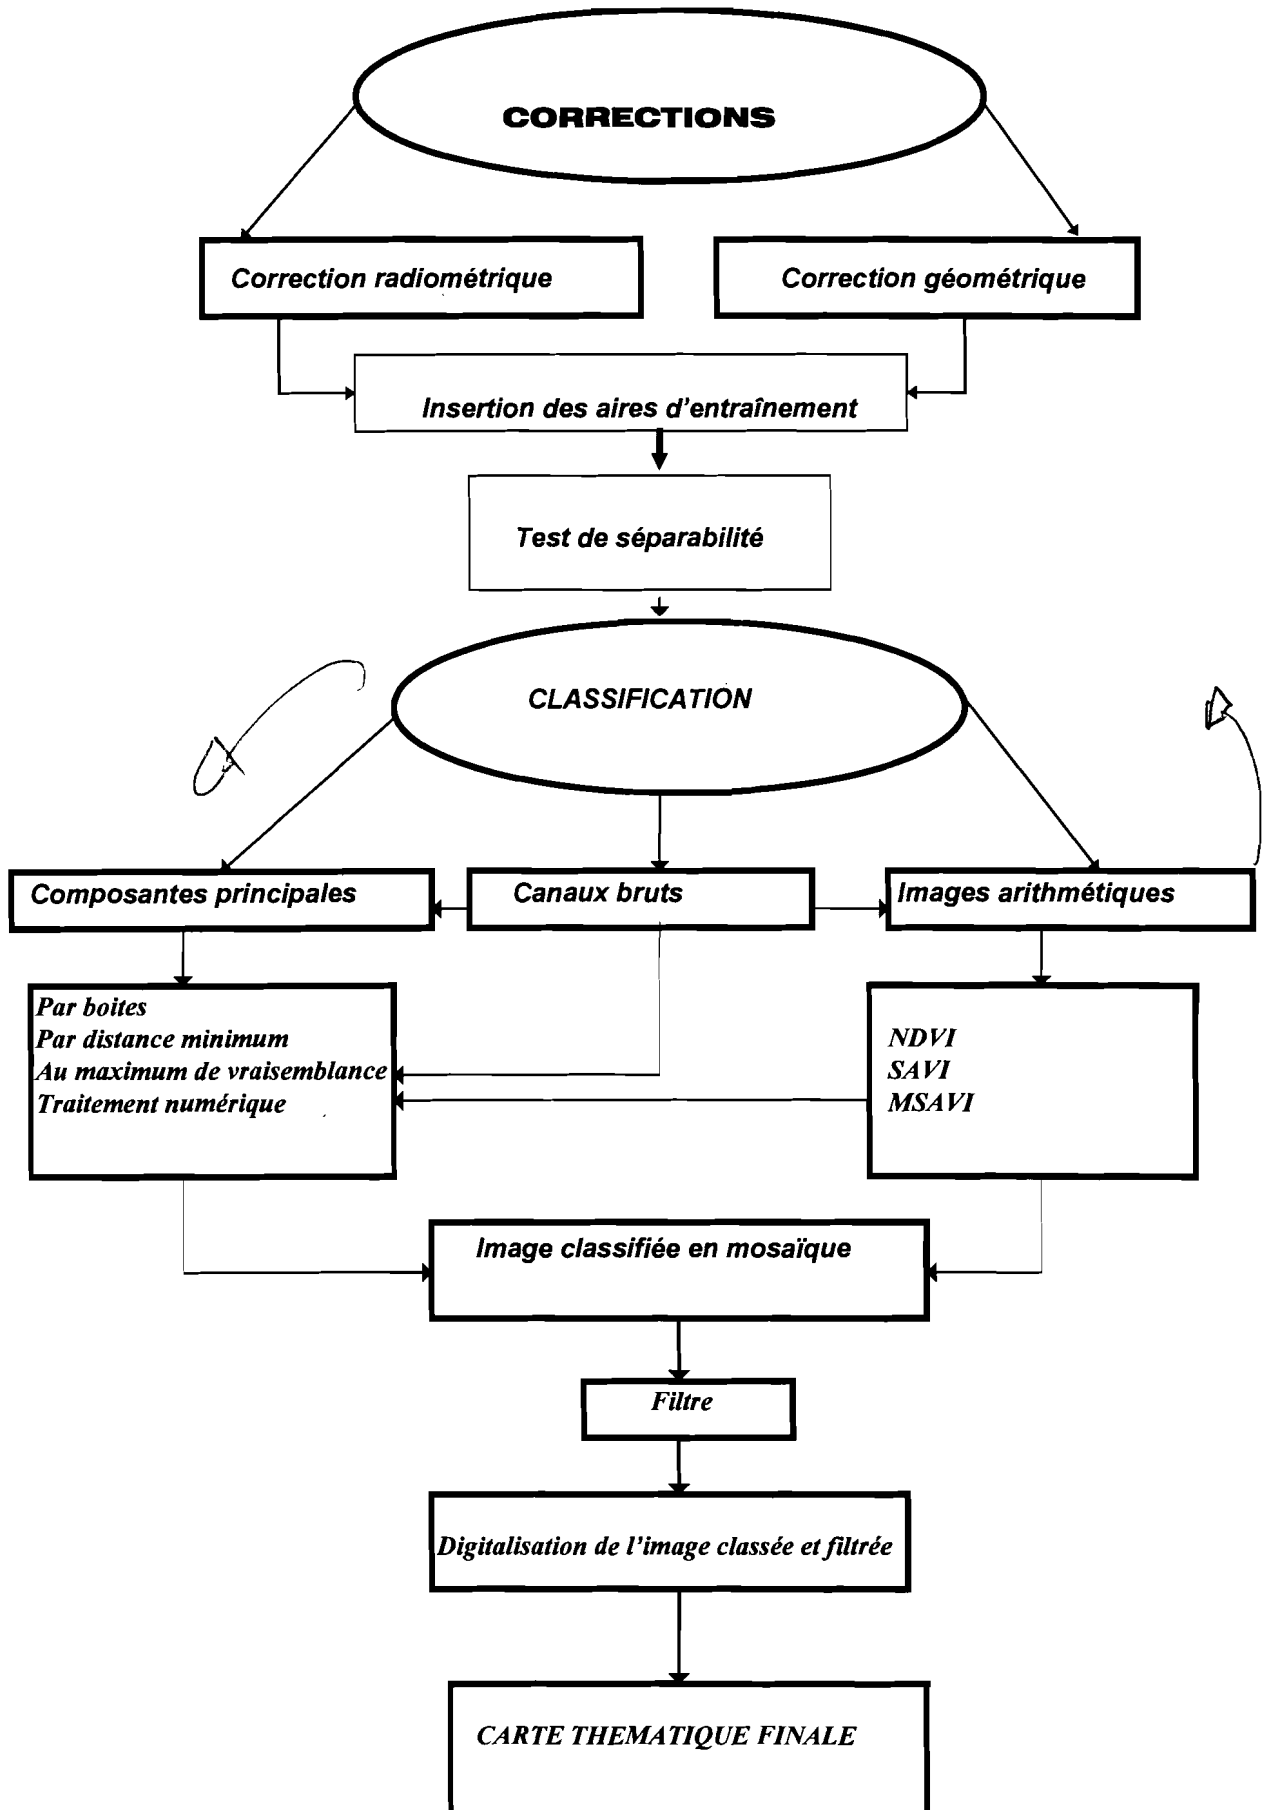 CORRECTIONS
Correction radiométrique
Correction géométrique
Insertion des aires d'entraînement
Test de séparabilité
CLASSIFICATION
Composantes principales
Canaux bruts
Images arithmétiques
Par boites
Par distance minimum
Au maximum de vraisemblance
Traitement numérique
NDVI
SAVI
MSAVI
Image classifiée en mosaïque
Filtre
Digitalisation de l'image classée et filtrée
CARTE THEMATIQUE FINALE